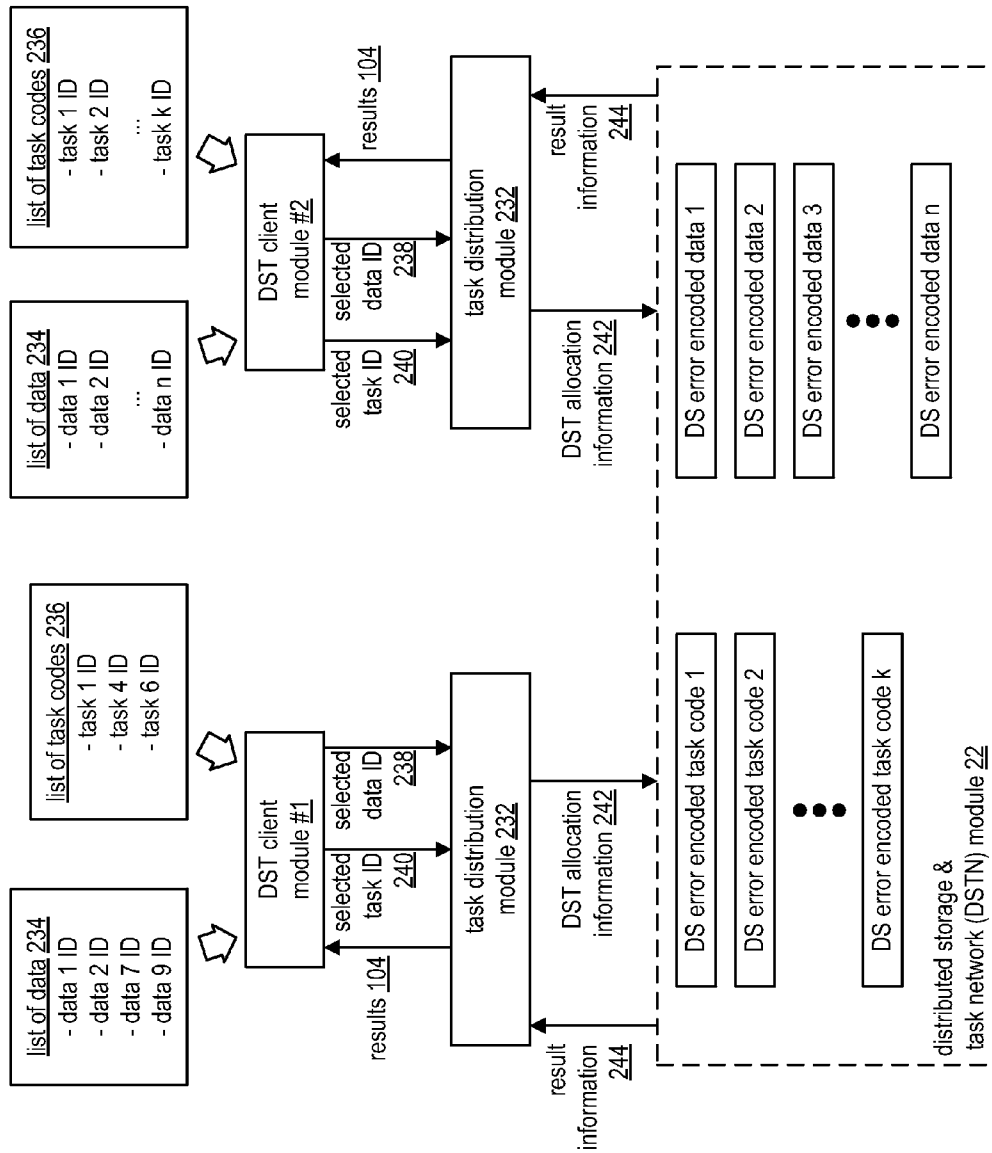 list of data 234
- data 1 ID
- data 2 ID
- data 7 ID
- data 9 ID
list of task codes 236
- task 1 ID
- task 4 ID
- task 6 ID
DST client
module #1
results 104
selected
task ID
240
selected
data ID
238
task distribution
module 232
result
information
244
DST allocation
information 242
list of data 234
- data 1 ID
- data 2 ID
...
- data n ID
list of task codes 236
- task 1 ID
- task 2 ID
...
- task k ID
DST client
module #2
selected
task ID
240
selected
data ID
238
results 104
task distribution
module 232
DST allocation
information 242
result
information
244
DS error encoded task code 1
DS error encoded task code 2
DS error encoded task code k
DS error encoded data 1
DS error encoded data 2
DS error encoded data 3
DS error encoded data n
distributed storage &
task network (DSTN) module 22